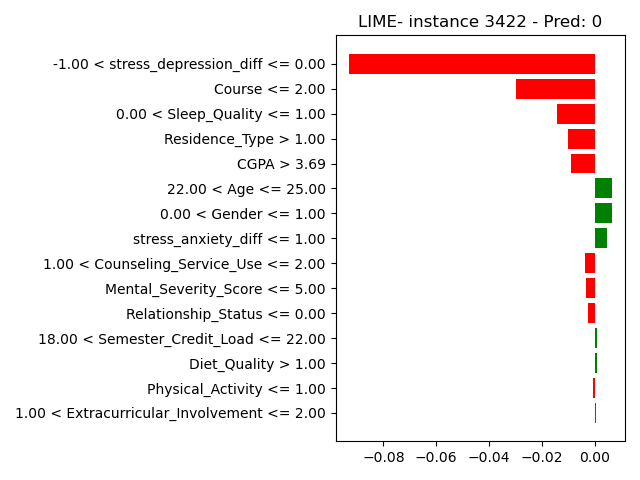 LIME- instance 3422 - Pred: 0
-1.00 < stress_depression_diff <= 0.00
Course <= 2.00
0.00 < Sleep_Quality <= 1.00
Residence_Type > 1.00
CGPA > 3.69
22.00 < Age <= 25.00
0.00 < Gender <= 1.00
stress_anxiety_diff <= 1.00
1.00 < Counseling_Service_Use <= 2.00
Mental_Severity_Score <= 5.00
Relationship_Status <= 0.00
18.00 < Semester_Credit_Load <= 22.00
Diet_Quality > 1.00
Physical_Activity <= 1.00
1.00 < Extracurricular_Involvement <= 2.00
−0.08 −0.06 −0.04 −0.02 0.00